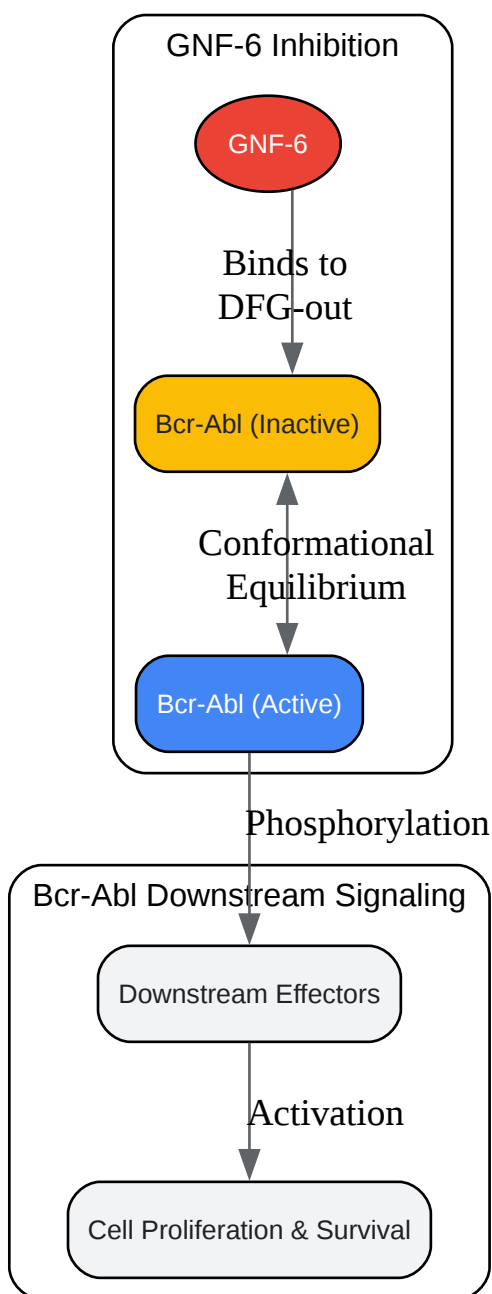 GNF-6 Inhibition
GNF-6
Binds to
DFG-out
Bcr-Abl (Inactive)
Conformational
Equilibrium
Bcr-Abl (Active)
Phosphorylation
Bcr-Abl Downstream Signaling
Downstream Effectors
Activation
Cell Proliferation & Survival